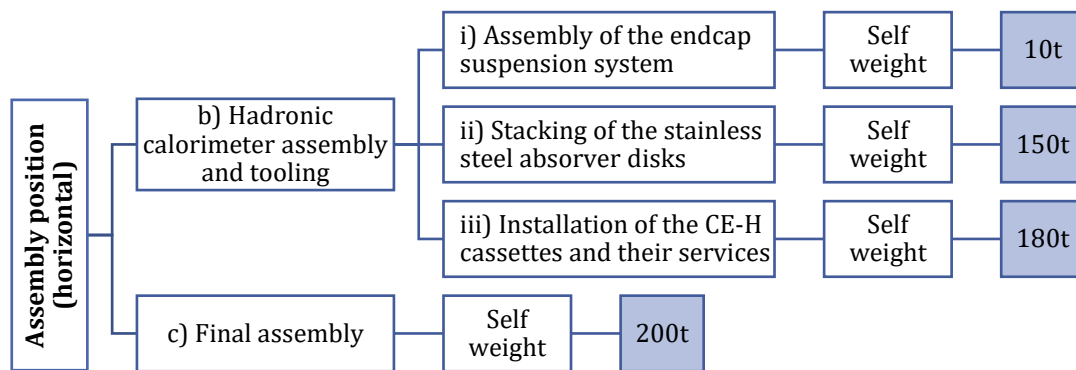 Assembly position
(horizontal)
b) Hadronic
calorimeter assembly
and tooling
i) Assembly of the endcap
suspension system
Self
weight
10t
ii) Stacking of the stainless
steel absorver disks
Self
weight
150t
iii) Installation of the CE-H
cassettes and their services
Self
weight
180t
c) Final assembly
Self
weight
200t